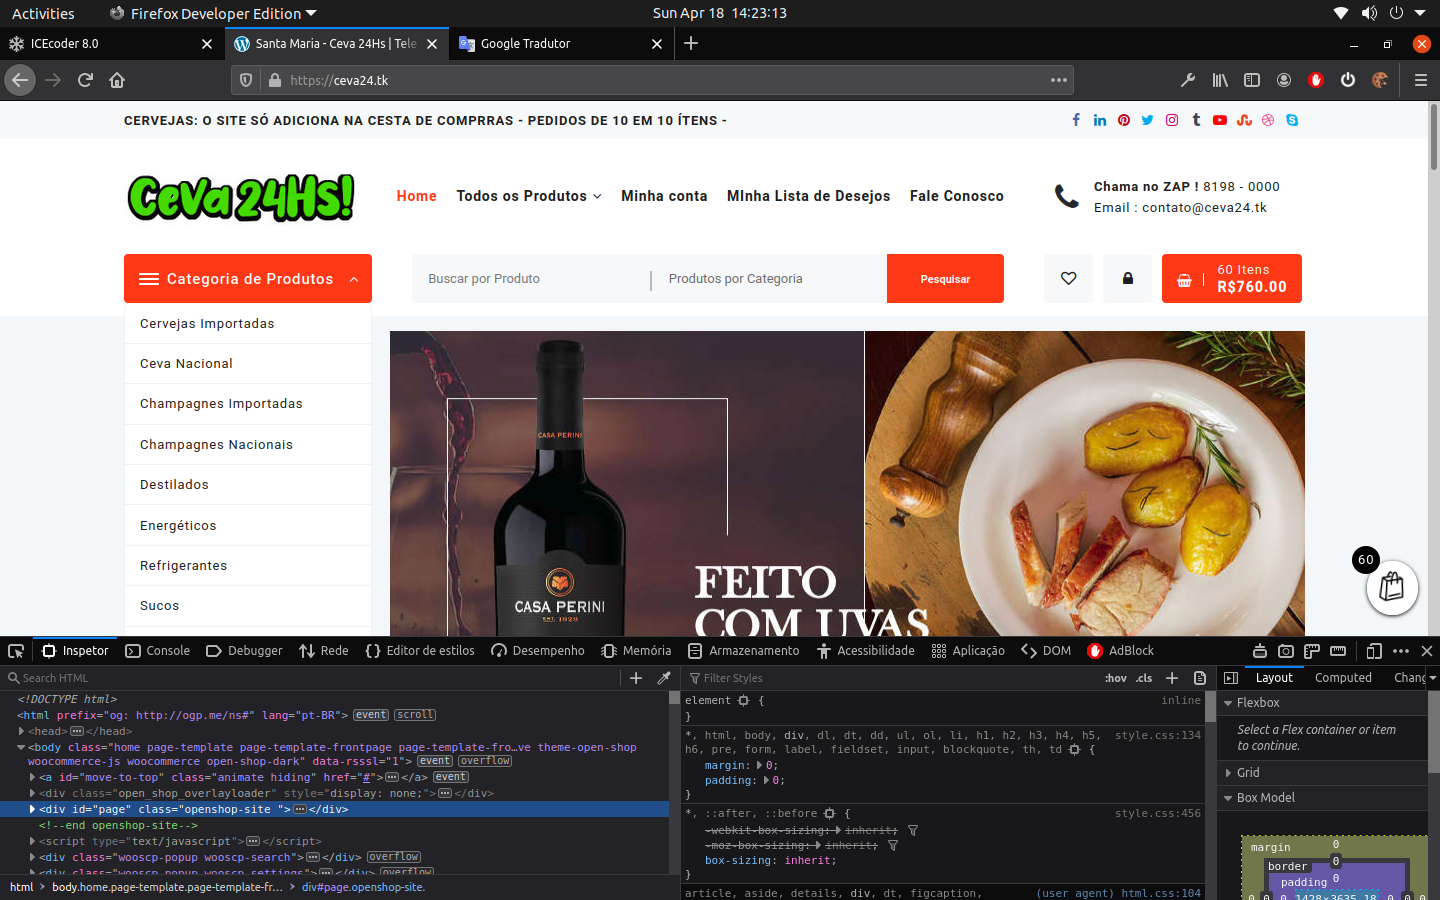 Activities
Firefox Developer Edition
Sun Apr 18 14:23:13
ICEcoder 8.0
Santa Maria - Ceva 24Hs | Tele
Google Tradutor
https://ceva24.tk
CERVEJAS: O SITE SÓ ADICIONA NA CESTA DE COMPRRAS - PEDIDOS DE 10 EM 10 ÍTENS -
CeVa 24Hs!
Home
Todos os Produtos
Minha conta
MInha Lista de Desejos
Fale Conosco
Chama no ZAP ! 8198 - 0000
Email : contato@ceva24.tk
Categoria de Produtos
Buscar por Produto
Produtos por Categoria
Pesquisar
60 Itens
R$760.00
Cervejas Importadas
Ceva Nacional
Champagnes Importadas
Champagnes Nacionais
Destilados
Energéticos
Refrigerantes
Sucos
CASA PERINI
CASA PERINI
EST. 1929
FEITO
COM UVAS
60
Inspetor
Console
Debugger
Rede
Editor de estilos
Desempenho
Memória
Armazenamento
Acessibilidade
Aplicação
DOM
AdBlock
Search HTML
Filter Styles
:hov .cls
Layout
Computed
Chang
<!DOCTYPE html>
<html prefix="og: http://ogp.me/ns#" lang="pt-BR"> event scroll
<head>⋯</head>
<body class="home page-template page-template-frontpage page-template-fro…ve theme-open-shop
woocommerce-js woocommerce open-shop-dark" data-rsssl="1"> event overflow
<a id="move-to-top" class="animate hiding" href="#">⋯</a> event
<div class="open_shop_overlayloader" style="display: none;">⋯</div>
<div id="page" class="openshop-site ">⋯</div>
<!--end openshop-site-->
<script type="text/javascript">⋯</script>
<div class="wooscp-popup wooscp-search">⋯</div> overflow
<div class="wooscp-popup wooscp-settings">⋯</div> overflow
html > body.home.page-template.page-template-fr… > div#page.openshop-site.
element { inline
}
*, html, body, div, dl, dt, dd, ul, ol, li, h1, h2, h3, h4, h5, style.css:134
h6, pre, form, label, fieldset, input, blockquote, th, td {
margin: 0;
padding: 0;
}
*, ::after, ::before { style.css:456
-webkit-box-sizing: inherit;
-moz-box-sizing: inherit;
box-sizing: inherit;
}
article, aside, details, div, dt, figcaption, (user agent) html.css:104
Flexbox
Select a Flex container or item
to continue.
Grid
Box Model
margin 0
border 0
padding 0
0 0 0 1428×3635.18 0 0 0